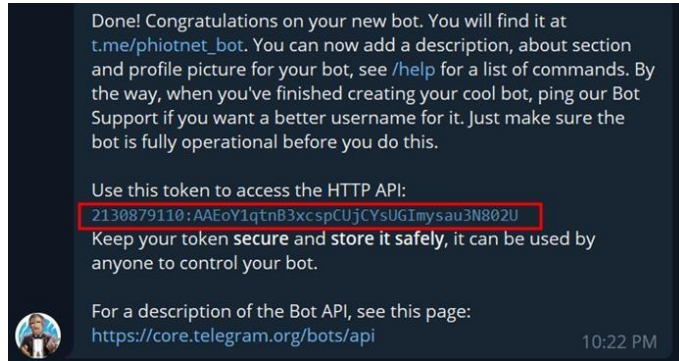 Done! Congratulations on your new bot. You will find it at
t.me/phiotnet_bot. You can now add a description, about section
and profile picture for your bot, see /help for a list of commands. By
the way, when you've finished creating your cool bot, ping our Bot
Support if you want a better username for it. Just make sure the
bot is fully operational before you do this.
Use this token to access the HTTP API:
2130879110:AAEoY1qtnB3xcspCUjCYsUGImysau3N802U
Keep your token secure and store it safely, it can be used by
anyone to control your bot.
For a description of the Bot API, see this page:
https://core.telegram.org/bots/api
10:22 PM